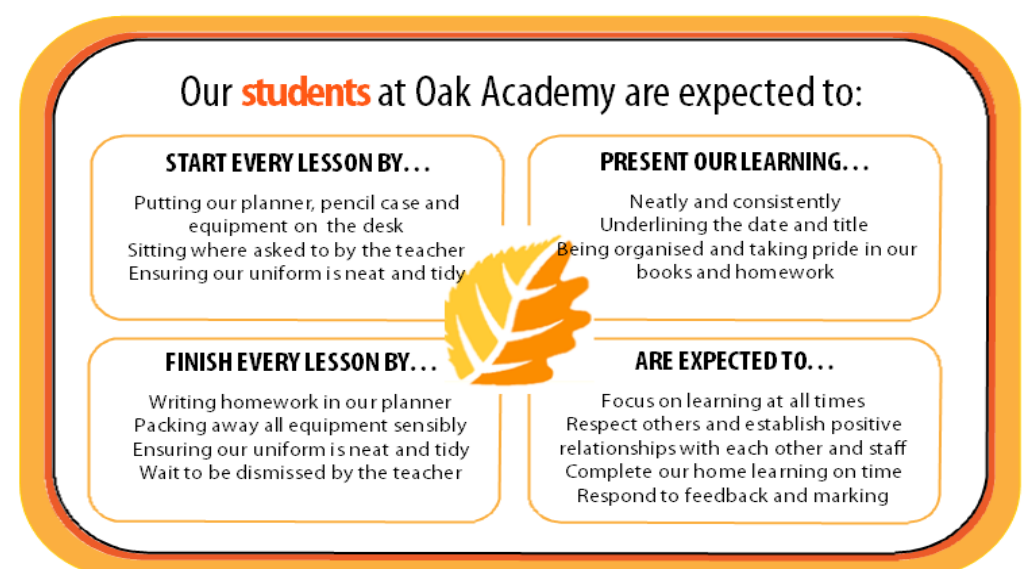 Our students at Oak Academy are expected to:
START EVERY LESSON BY...
Putting our planner, pencil case and
equipment on the desk
Sitting where asked to by the teacher
Ensuring our uniform is neat and tidy
PRESENT OUR LEARNING...
Neatly and consistently
Underlining the date and title
Being organised and taking pride in our
books and homework
FINISH EVERY LESSON BY...
Writing homework in our planner
Packing away all equipment sensibly
Ensuring our uniform is neat and tidy
Wait to be dismissed by the teacher
ARE EXPECTED TO...
Focus on learning at all times
Respect others and establish positive
relationships with each other and staff
Complete our home learning on time
Respond to feedback and marking